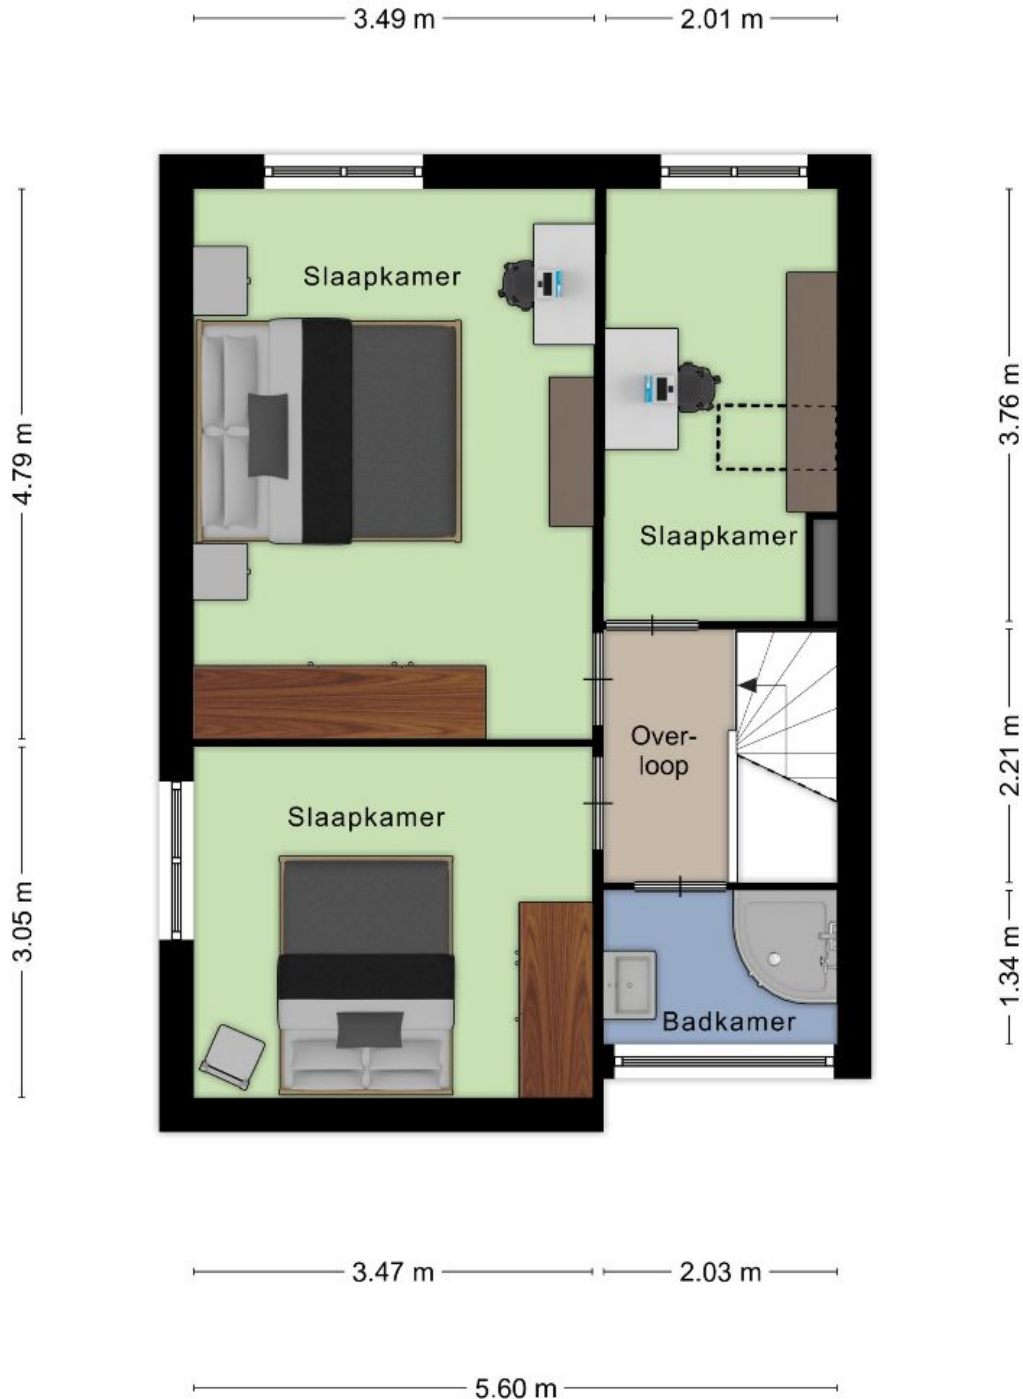 3.49 m
2.01 m
Slaapkamer
4.79 m
3.76 m
Slaapkamer
Over-
loop
2.21 m
Slaapkamer
3.05 m
1.34 m
Badkamer
3.47 m
2.03 m
5.60 m